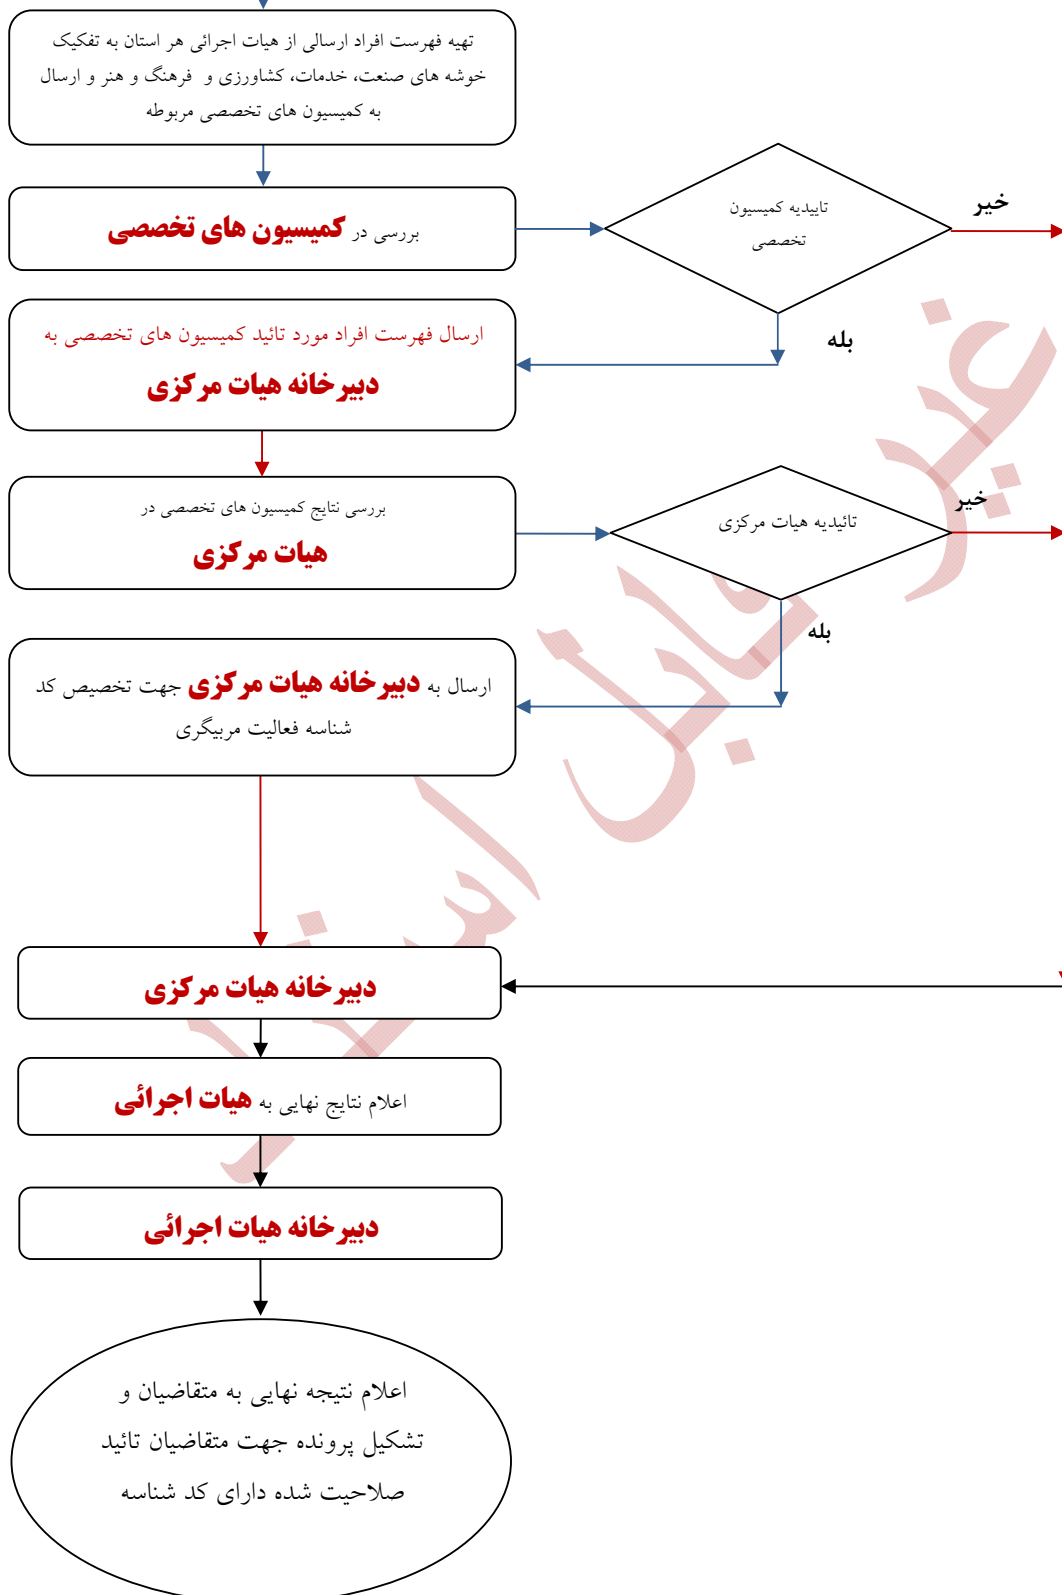 تهیه فهرست افراد ارسالی از هیات اجرائی هر استان به تفکیک
خوشه های صنعت، خدمات، کشاورزی و فرهنگ و هنر و ارسال
به کمیسیون های تخصصی مربوطه
بررسی در کمیسیون های تخصصی
تاییدیه کمیسیون
تخصصی
خیر
بله
ارسال فهرست افراد مورد تائید کمیسیون های تخصصی به
دبیرخانه هیات مرکزی
بررسی نتایج کمیسیون های تخصصی در
هیات مرکزی
تائیدیه هیات مرکزی
خیر
بله
ارسال به دبیرخانه هیات مرکزی جهت تخصیص کد
شناسه فعالیت مربیگری
دبیرخانه هیات مرکزی
اعلام نتایج نهایی به هیات اجرائی
دبیرخانه هیات اجرائی
اعلام نتیجه نهایی به متقاضیان و
تشکیل پرونده جهت متقاضیان تائید
صلاحیت شده دارای کد شناسه
غیر قابل استناد